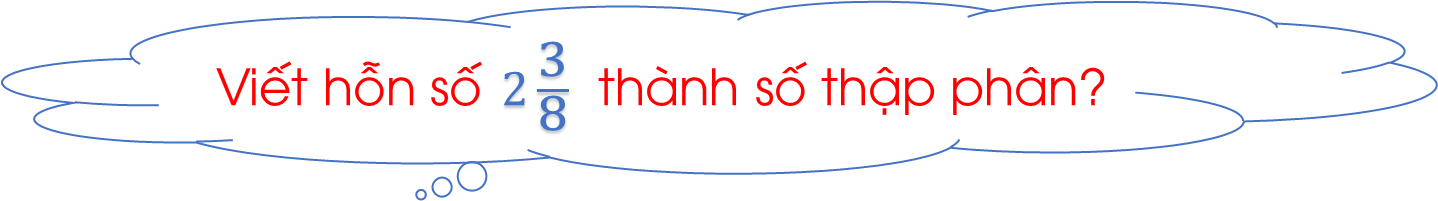 Viết hỗn số 2 3/8 thành số thập phân?